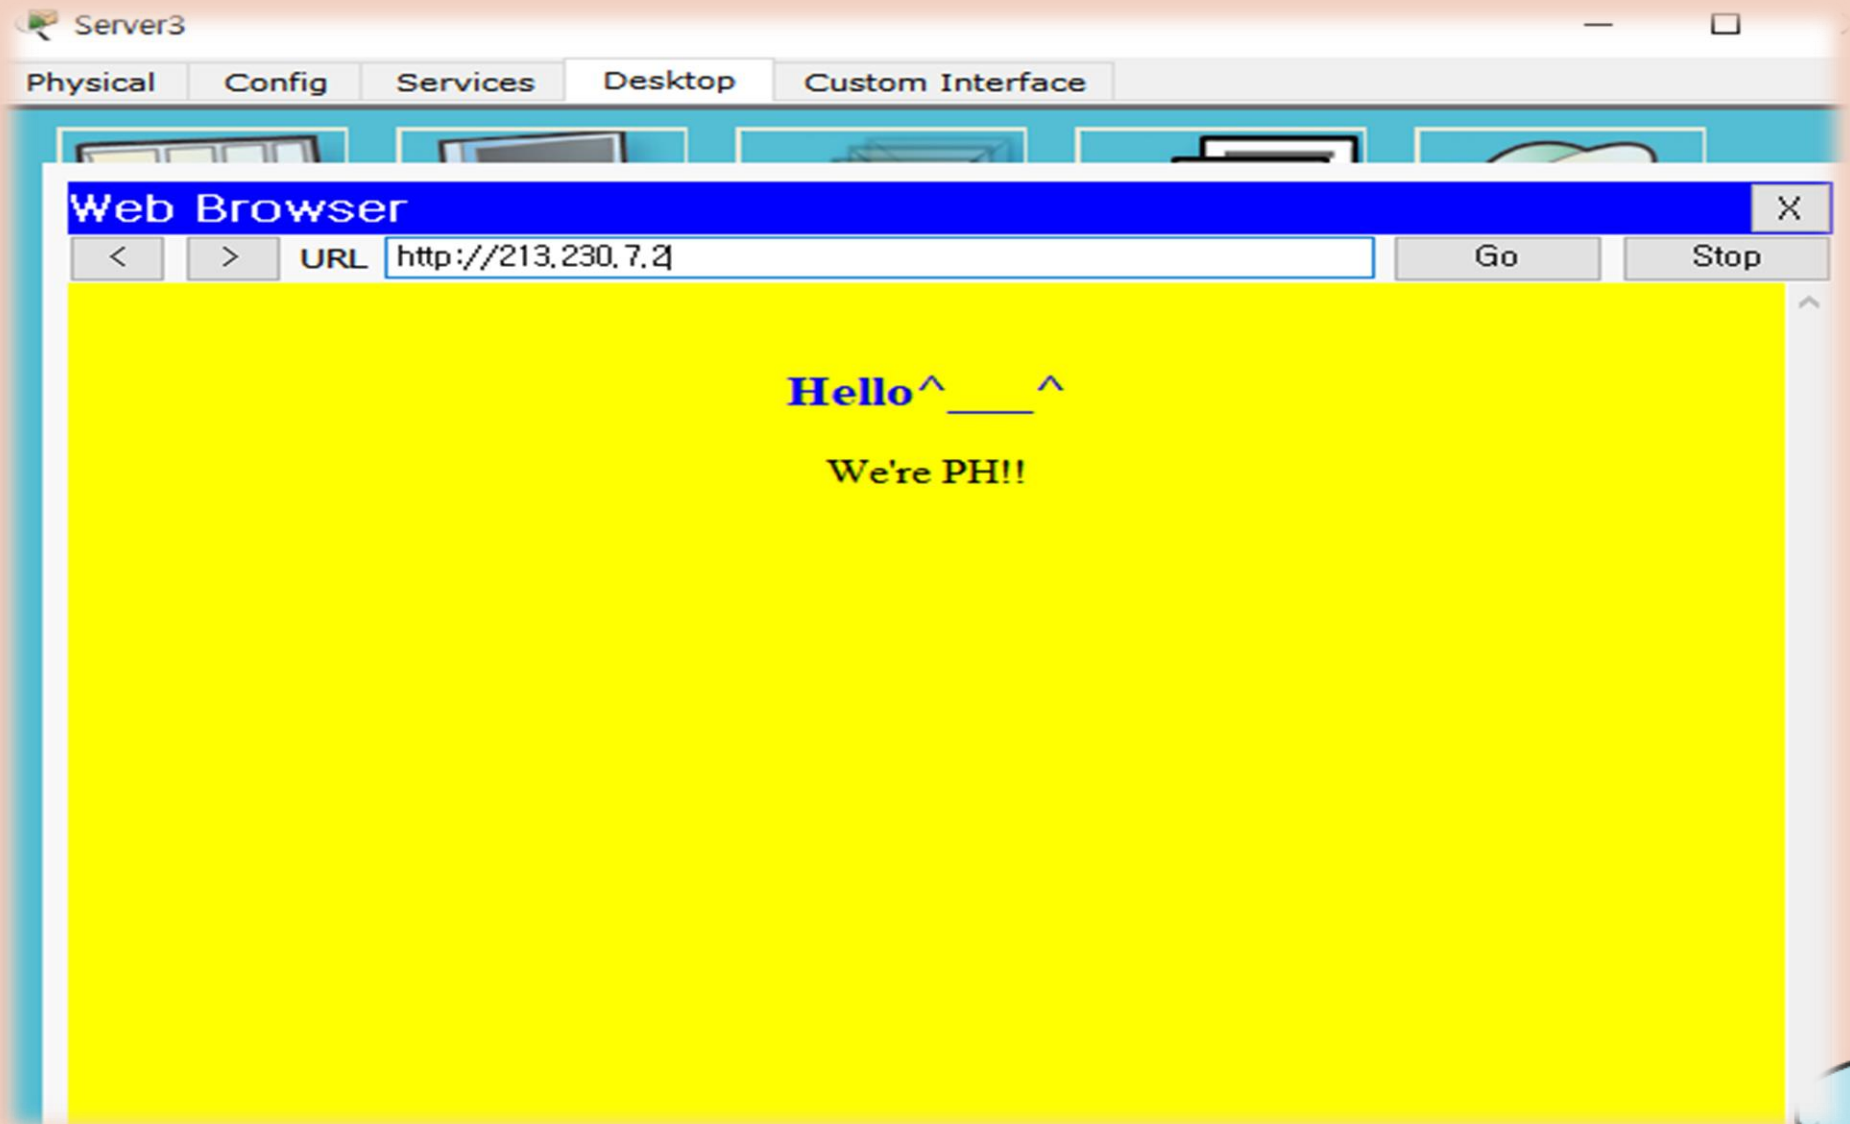 Server3
Physical Config Services Desktop Custom Interface
Web Browser X
< > URL http://213.230.7.2 Go Stop
Hello^___^
We're PH!!